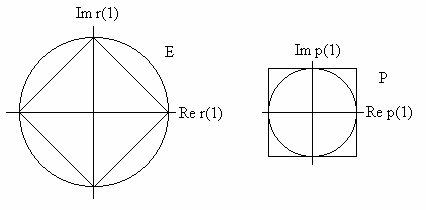 Im r(1)
E
Re r(1)
Im p(1)
P
Re p(1)